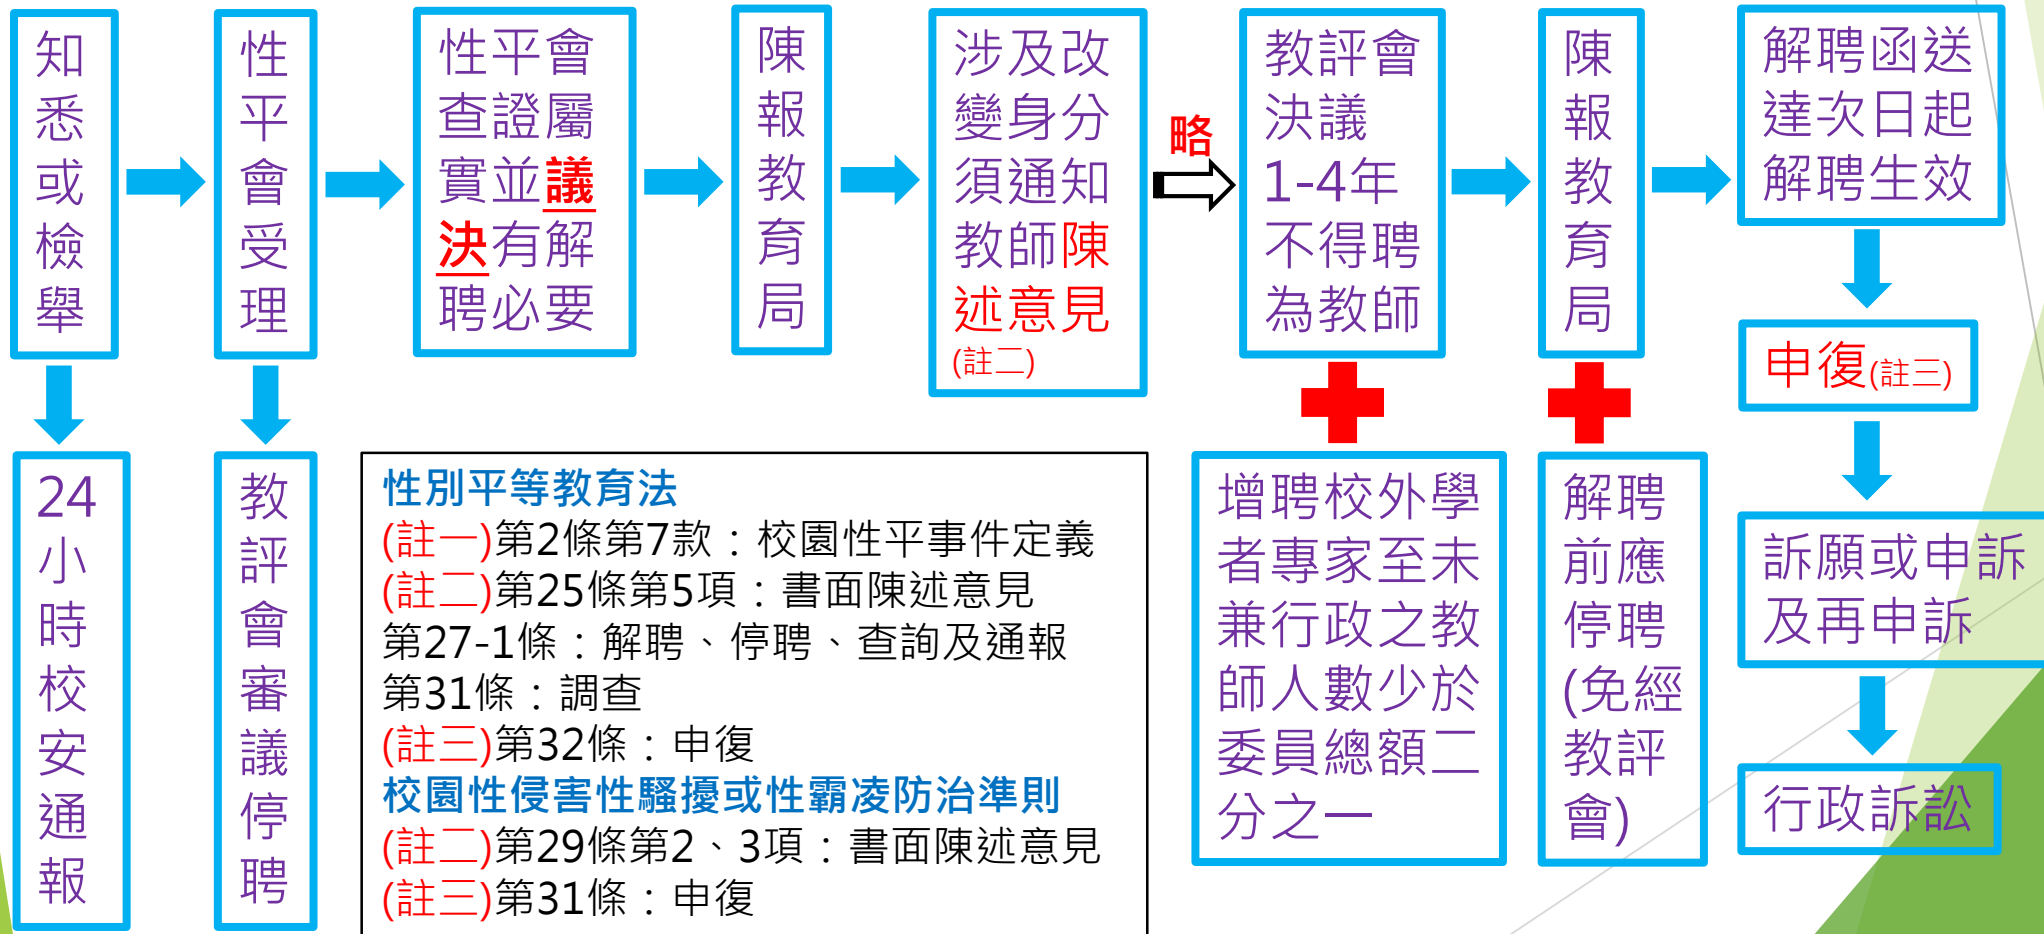 知
悉
或
檢
舉
性
平
會
受
理
性平會
查證屬
實並議
決有解
聘必要
陳
報
教
育
局
涉及改
變身分
須通知
教師陳
述意見
(註二)
略
教評會
決議
1-4年
不得聘
為教師
陳
報
教
育
局
解聘函送
達次日起
解聘生效
申復(註三)
訴願或申訴
及再申訴
行政訴訟
24
小
時
校
安
通
報
教
評
會
審
議
停
聘
性別平等教育法
(註一)第2條第7款：校園性平事件定義
(註二)第25條第5項：書面陳述意見
第27-1條：解聘、停聘、查詢及通報
第31條：調查
(註三)第32條：申復
校園性侵害性騷擾或性霸凌防治準則
(註二)第29條第2、3項：書面陳述意見
(註三)第31條：申復
增聘校外學
者專家至未
兼行政之教
師人數少於
委員總額二
分之一
解聘
前應
停聘
(免經
教評
會)